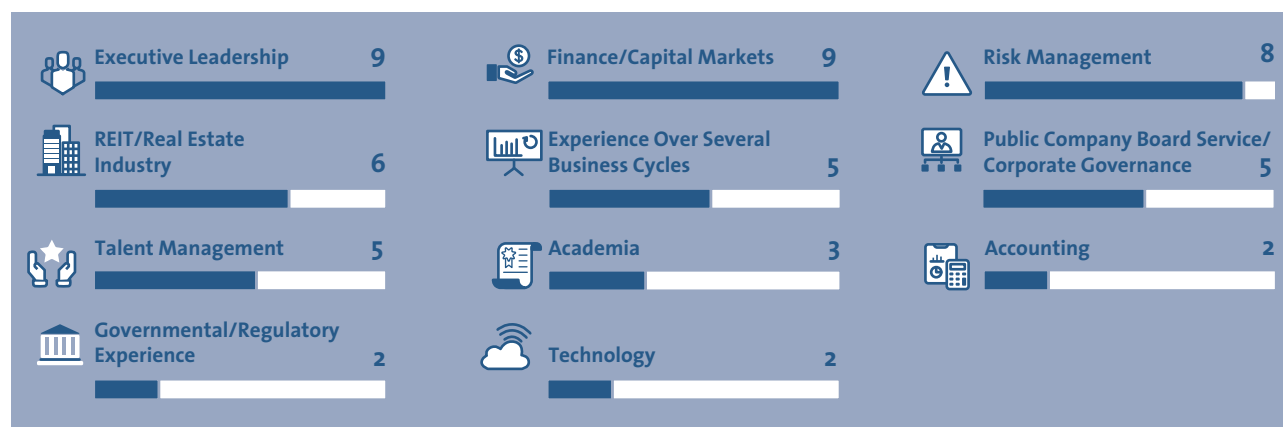 Executive Leadership 9
Finance/Capital Markets 9
Risk Management 8
REIT/Real Estate
Industry 6
Experience Over Several
Business Cycles 5
Public Company Board Service/
Corporate Governance 5
Talent Management 5
Academia 3
Accounting 2
Governmental/Regulatory
Experience 2
Technology 2